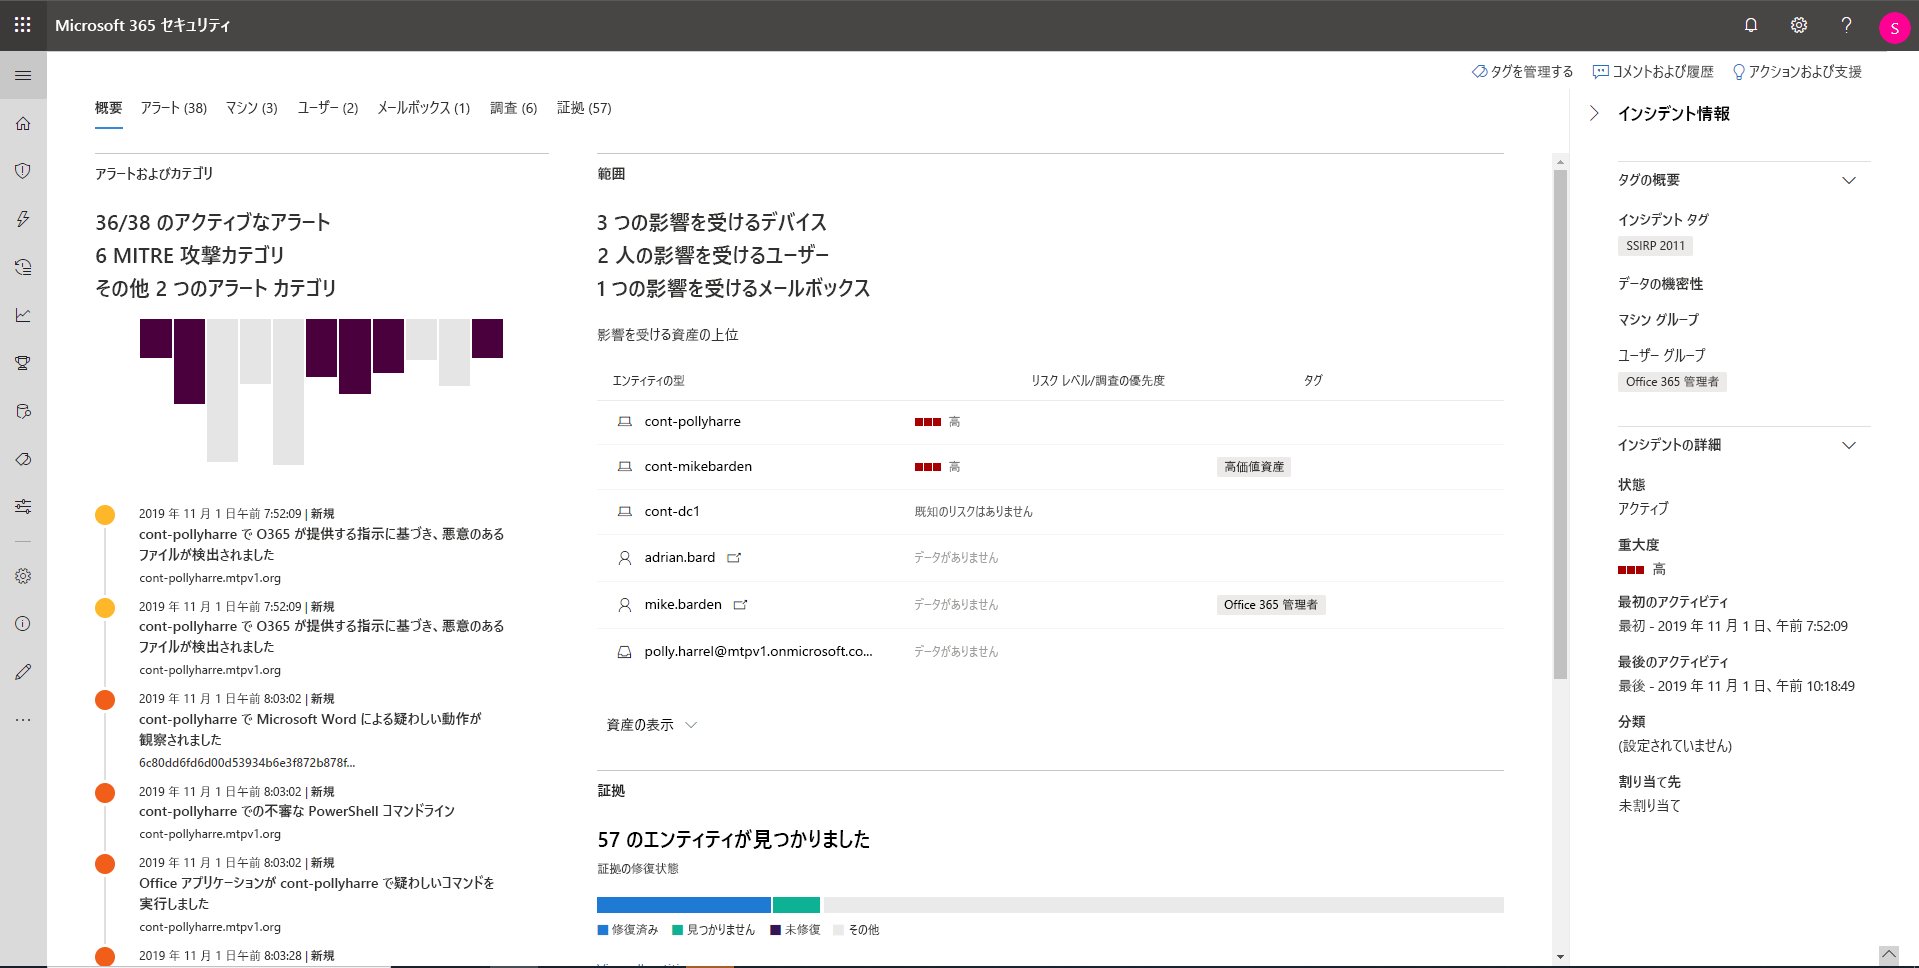 Microsoft 365 セキュリティ
S
タグを管理する
コメントおよび履歴
アクションおよび支援
概要
アラート (38)
マシン (3)
ユーザー (2)
メールボックス (1)
調査 (6)
証拠 (57)
アラートおよびカテゴリ
36/38 のアクティブなアラート
6 MITRE 攻撃カテゴリ
その他 2 つのアラート カテゴリ
2019 年 11 月 1 日午前 7:52:09 | 新規
cont-pollyharre で O365 が提供する指示に基づき、悪意のある
ファイルが検出されました
cont-pollyharre.mtpv1.org
2019 年 11 月 1 日午前 7:52:09 | 新規
cont-pollyharre で O365 が提供する指示に基づき、悪意のある
ファイルが検出されました
cont-pollyharre.mtpv1.org
2019 年 11 月 1 日午前 8:03:02 | 新規
cont-pollyharre で Microsoft Word による疑わしい動作が
観察されました
6c80dd6fd6d00d53934b6e3f872b878f...
2019 年 11 月 1 日午前 8:03:02 | 新規
cont-pollyharre での不審な PowerShell コマンドライン
cont-pollyharre.mtpv1.org
2019 年 11 月 1 日午前 8:03:02 | 新規
Office アプリケーションが cont-pollyharre で疑わしいコマンドを
実行しました
cont-pollyharre.mtpv1.org
2019 年 11 月 1 日午前 8:03:28 | 新規
範囲
3 つの影響を受けるデバイス
2 人の影響を受けるユーザー
1 つの影響を受けるメールボックス
影響を受ける資産の上位
エンティティの型
リスク レベル/調査の優先度
タグ
cont-pollyharre
高
cont-mikebarden
高
高価値資産
cont-dc1
既知のリスクはありません
adrian.bard
データがありません
mike.barden
データがありません
Office 365 管理者
polly.harrel@mtpv1.onmicrosoft.co...
データがありません
資産の表示
証拠
57 のエンティティが見つかりました
証拠の修復状態
修復済み
見つかりません
未修復
その他
インシデント情報
タグの概要
インシデント タグ
SSIRP 2011
データの機密性
マシン グループ
ユーザー グループ
Office 365 管理者
インシデントの詳細
状態
アクティブ
重大度
高
最初のアクティビティ
最初 - 2019 年 11 月 1 日、午前 7:52:09
最後のアクティビティ
最後 - 2019 年 11 月 1 日、午前 10:18:49
分類
(設定されていません)
割り当て先
未割り当て